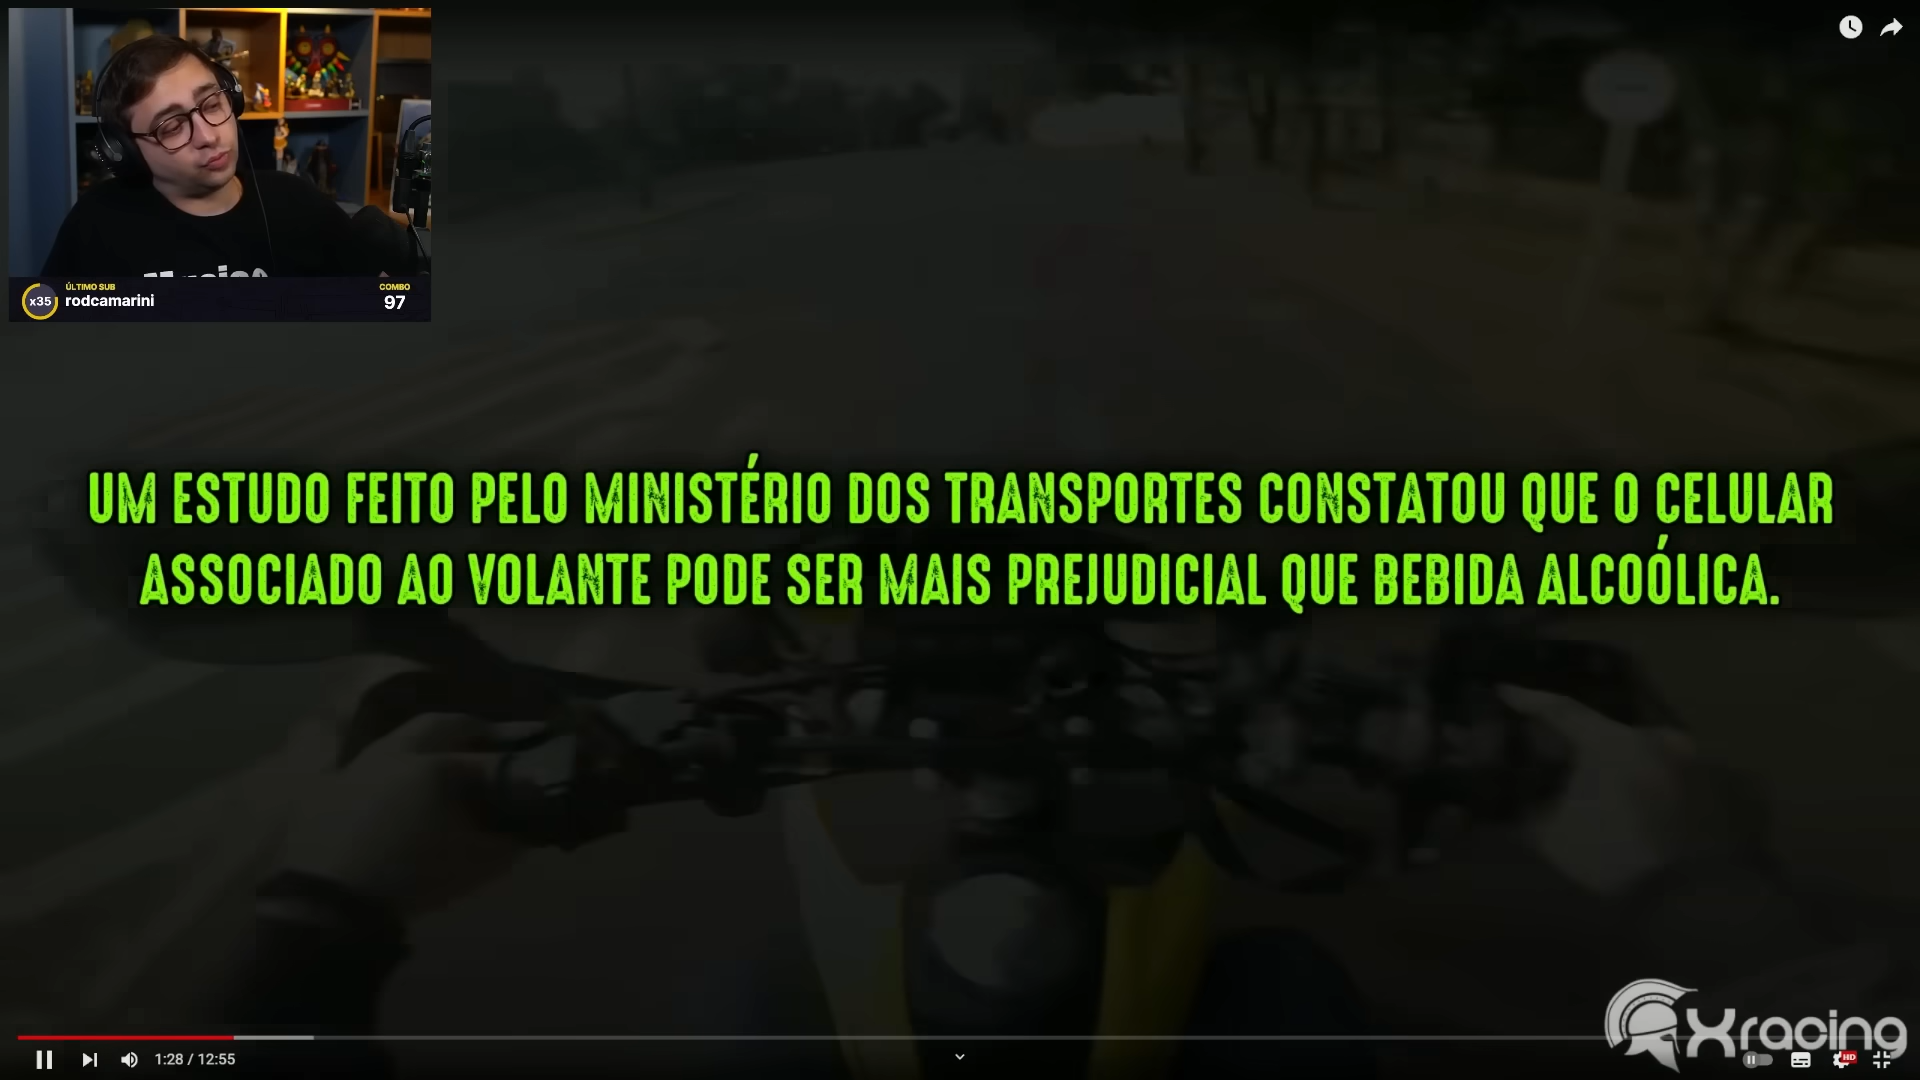 ÚLTIMO SUB
x35 rodcamarini
COMBO
97
UM ESTUDO FEITO PELO MINISTÉRIO DOS TRANSPORTES CONSTATOU QUE O CELULAR
ASSOCIADO AO VOLANTE PODE SER MAIS PREJUDICIAL QUE BEBIDA ALCOÓLICA.
Xracing
1:28 / 12:55
HD